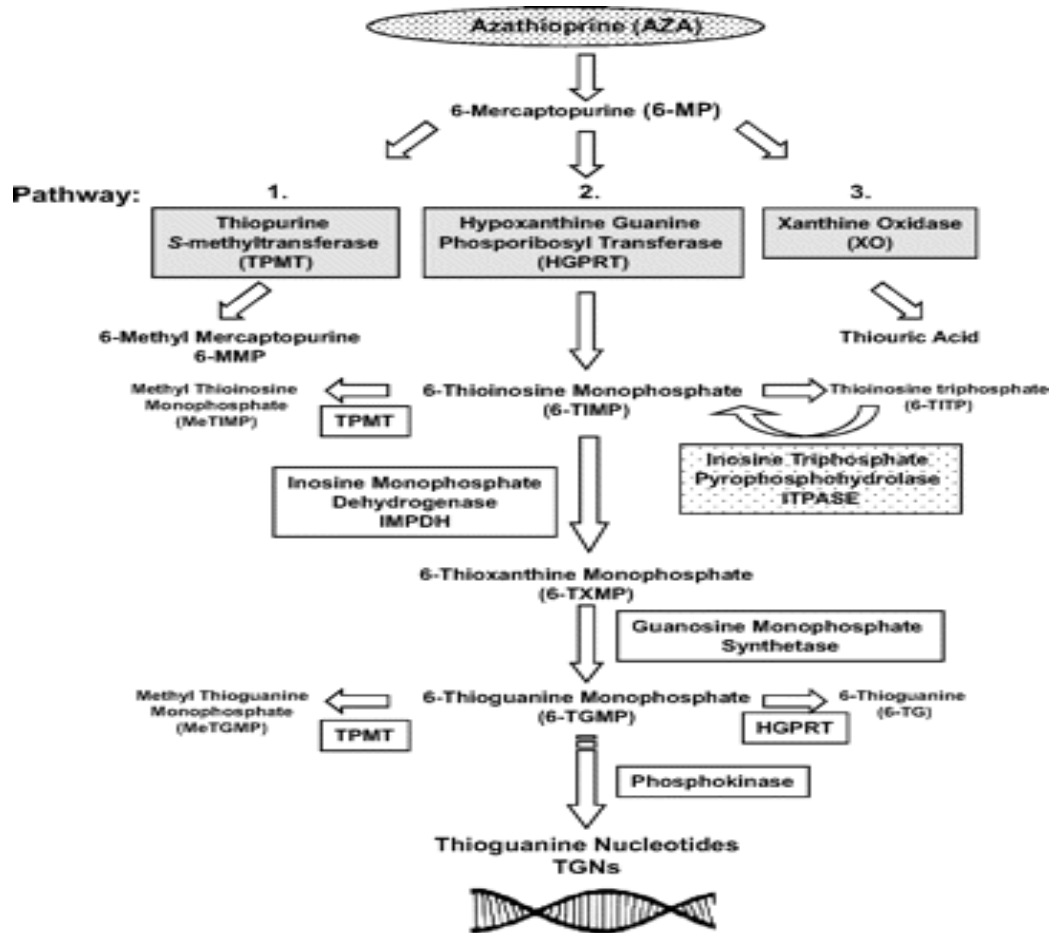 Azathioprine (AZA)
6-Mercaptopurine (6-MP)
Pathway:
1.
2.
3.
Thiopurine
S-methyltransferase
(TPMT)
Hypoxanthine Guanine
Phosporibosyl Transferase
(HGPRT)
Xanthine Oxidase
(XO)
6-Methyl Mercaptopurine
6-MMP
Thiouric Acid
Methyl Thioinosine
Monophosphate
(MeTIMP)
TPMT
6-Thioinosine Monophosphate
(6-TIMP)
Thioinosine triphosphate
(6-TITP)
Inosine Triphosphate
Pyrophosphohydrolase
ITPASE
Inosine Monophosphate
Dehydrogenase
IMPDH
6-Thioxanthine Monophosphate
(6-TXMP)
Guanosine Monophosphate
Synthetase
Methyl Thioguanine
Monophosphate
(MeTGMP)
TPMT
6-Thioguanine Monophosphate
(6-TGMP)
6-Thioguanine
(6-TG)
HGPRT
Phosphokinase
Thioguanine Nucleotides
TGNs